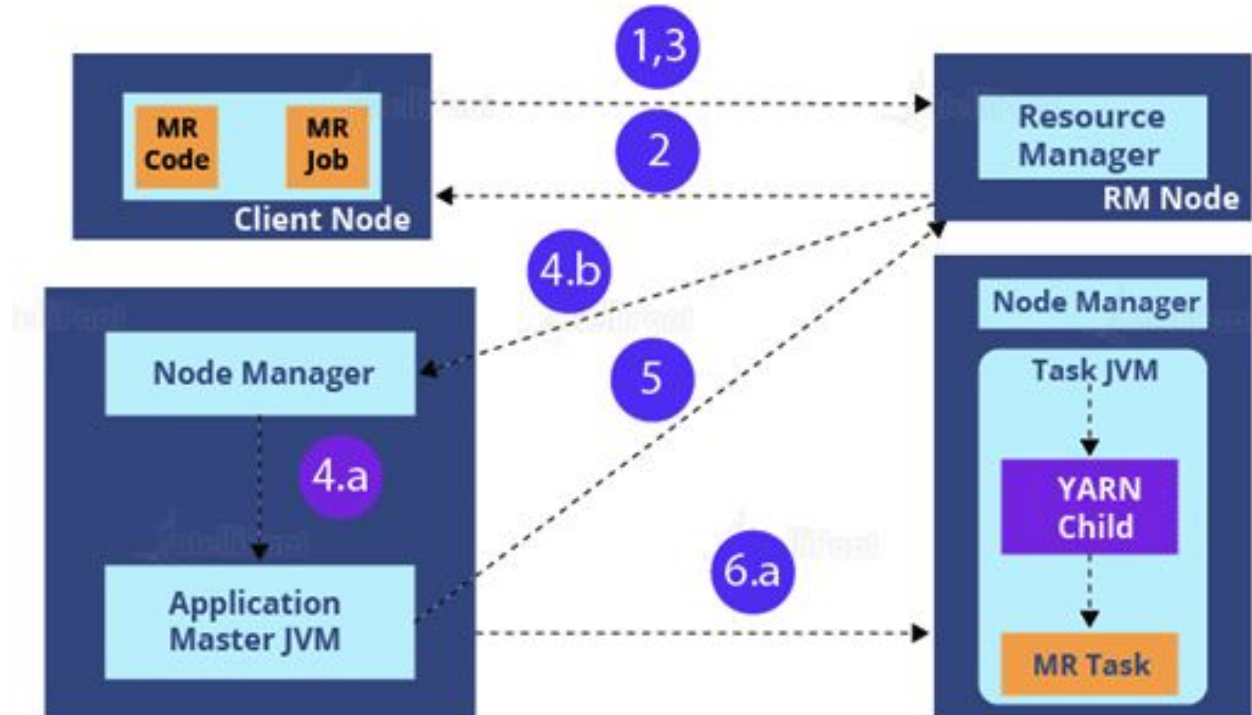 1,3
MR
Code
MR
Job
Client Node
2
Resource
Manager
RM Node
4.b
Node Manager
5
4.a
Application
Master JVM
6.a
Node Manager
Task JVM
YARN
Child
MR Task